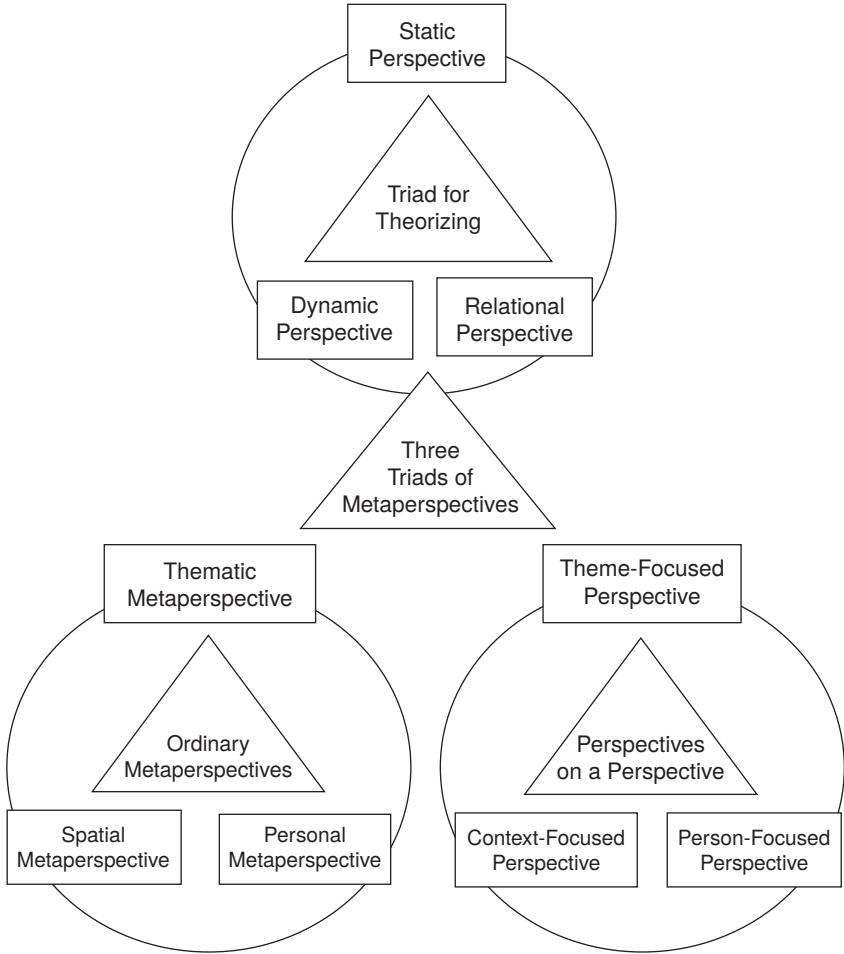 Static
Perspective
Triad for
Theorizing
Dynamic
Perspective
Relational
Perspective
Three
Triads of
Metaperspectives
Thematic
Metaperspective
Theme-Focused
Perspective
Ordinary
Metaperspectives
Perspectives
on a Perspective
Spatial
Metaperspective
Personal
Metaperspective
Context-Focused
Perspective
Person-Focused
Perspective